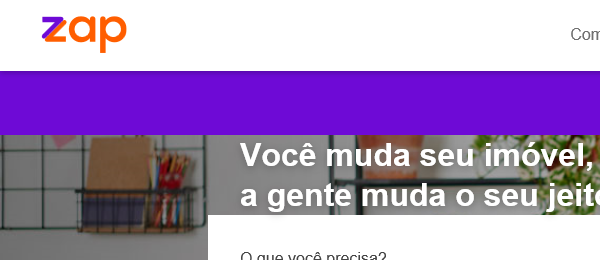 zap
Com
Você muda seu imóvel,
a gente muda o seu jeito
O que você precisa?